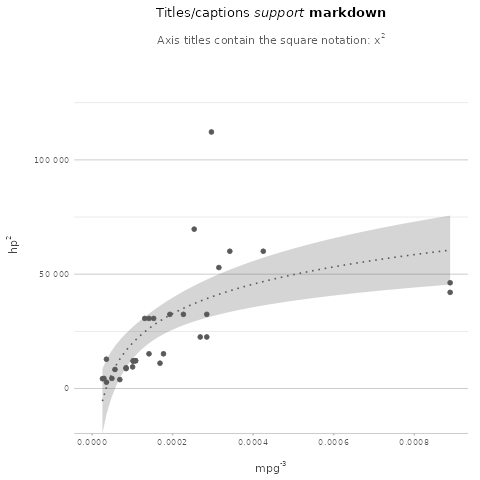 Titles/captions support markdown
Axis titles contain the square notation: x²
100 000
50 000
0
hp²
0.0000 0.0002 0.0004 0.0006 0.0008
mpg⁻³